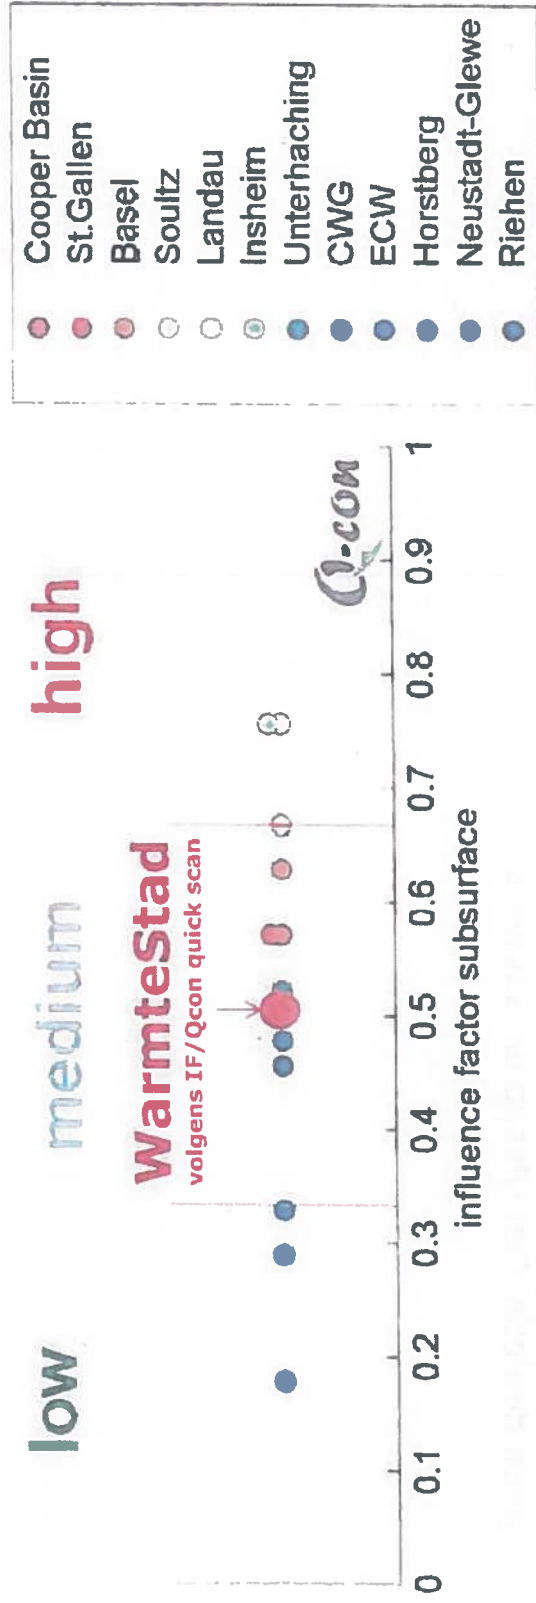 low
medium
high
Warmtestad
volgens IF/Qcon quick scan
Q-con
0
0.1
0.2
0.3
0.4
0.5
0.6
0.7
0.8
0.9
1
influence factor subsurface
Cooper Basin
St.Gallen
Basel
Soultz
Landau
Insheim
Unterhaching
CWG
ECW
Horstberg
Neustadt-Glewe
Riehen